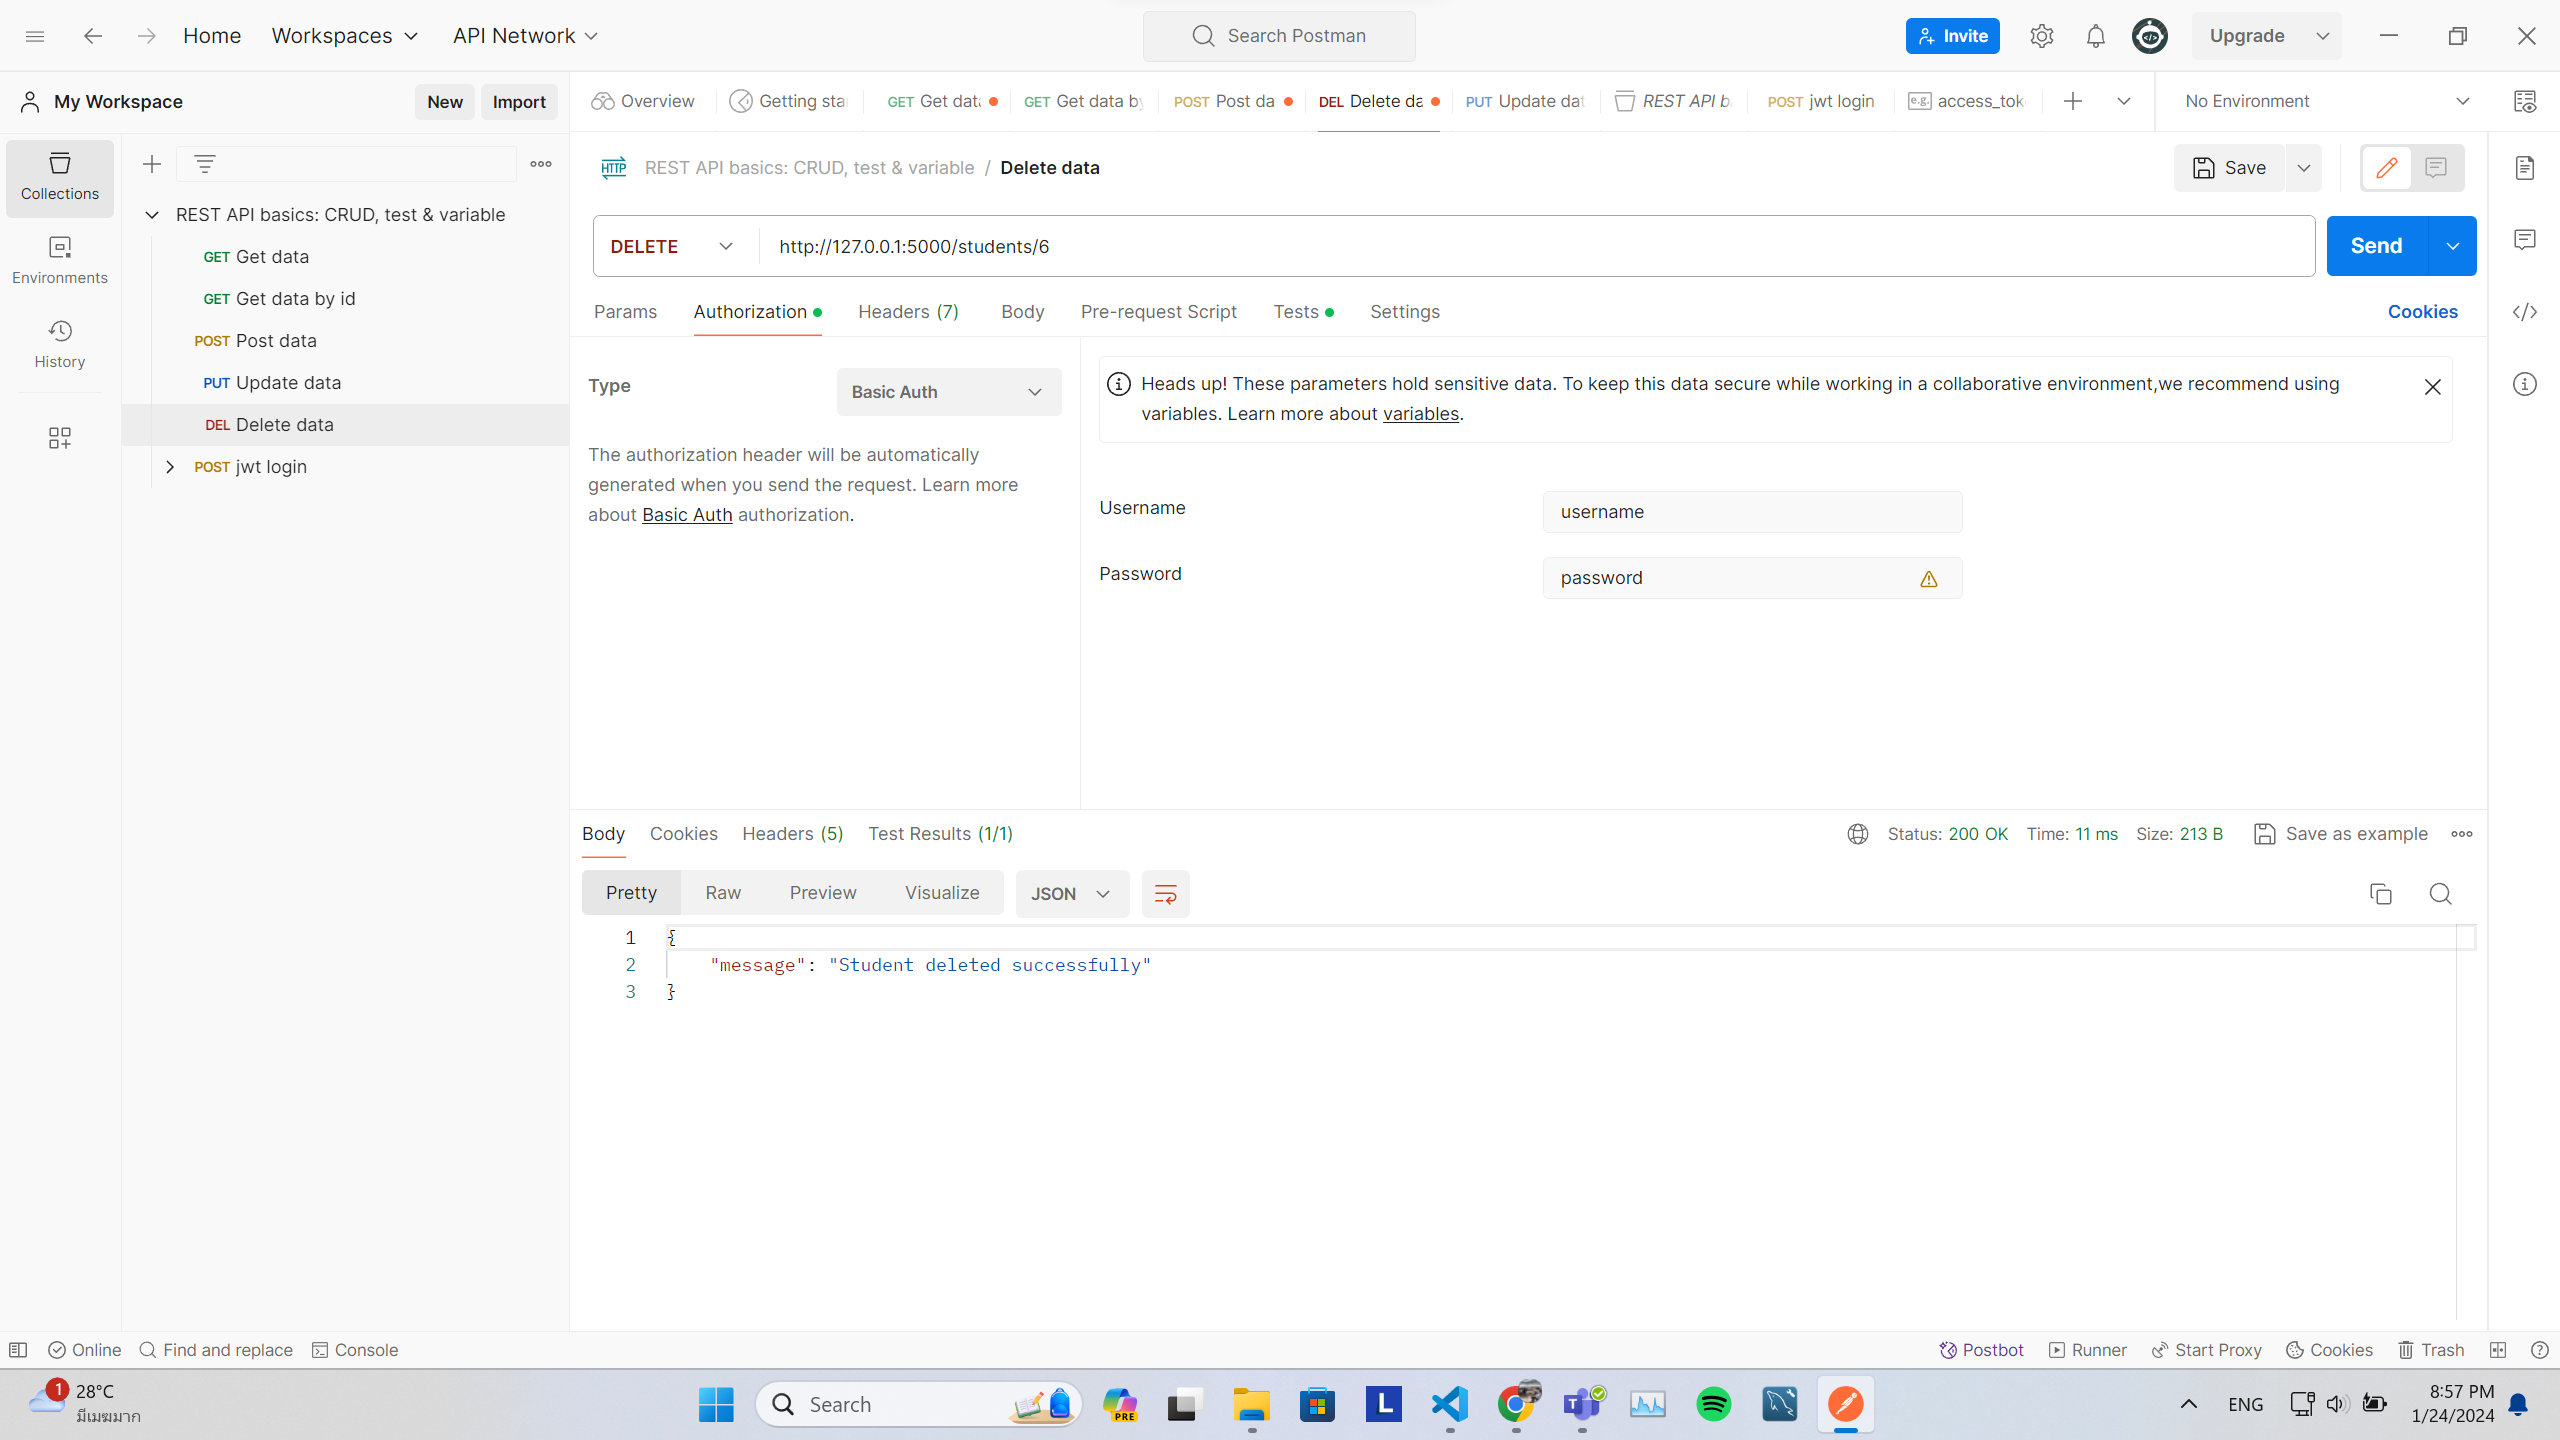 Home
Workspaces
API Network
Search Postman
Invite
Upgrade
My Workspace
New
Import
Overview
Getting sta
GET Get dat
GET Get data by
POST Post da
DEL Delete da
PUT Update dat
REST API b
POST jwt login
e.g. access_tok
No Environment
Collections
Environments
History
REST API basics: CRUD, test & variable
GET Get data
GET Get data by id
POST Post data
PUT Update data
DEL Delete data
POST jwt login
HTTP REST API basics: CRUD, test & variable / Delete data
Save
DELETE
http://127.0.0.1:5000/students/6
Send
Params
Authorization
Headers (7)
Body
Pre-request Script
Tests
Settings
Cookies
Type
Basic Auth
The authorization header will be automatically
generated when you send the request. Learn more
about Basic Auth authorization.
Heads up! These parameters hold sensitive data. To keep this data secure while working in a collaborative environment,we recommend using
variables. Learn more about variables.
Username
username
Password
password
Body
Cookies
Headers (5)
Test Results (1/1)
Status: 200 OK
Time: 11 ms
Size: 213 B
Save as example
Pretty
Raw
Preview
Visualize
JSON
1 {
2 "message": "Student deleted successfully"
3 }
Online
Find and replace
Console
Postbot
Runner
Start Proxy
Cookies
Trash
1
28°C
มีเมฆมาก
Search
PRE
L
T
ENG
8:57 PM
1/24/2024